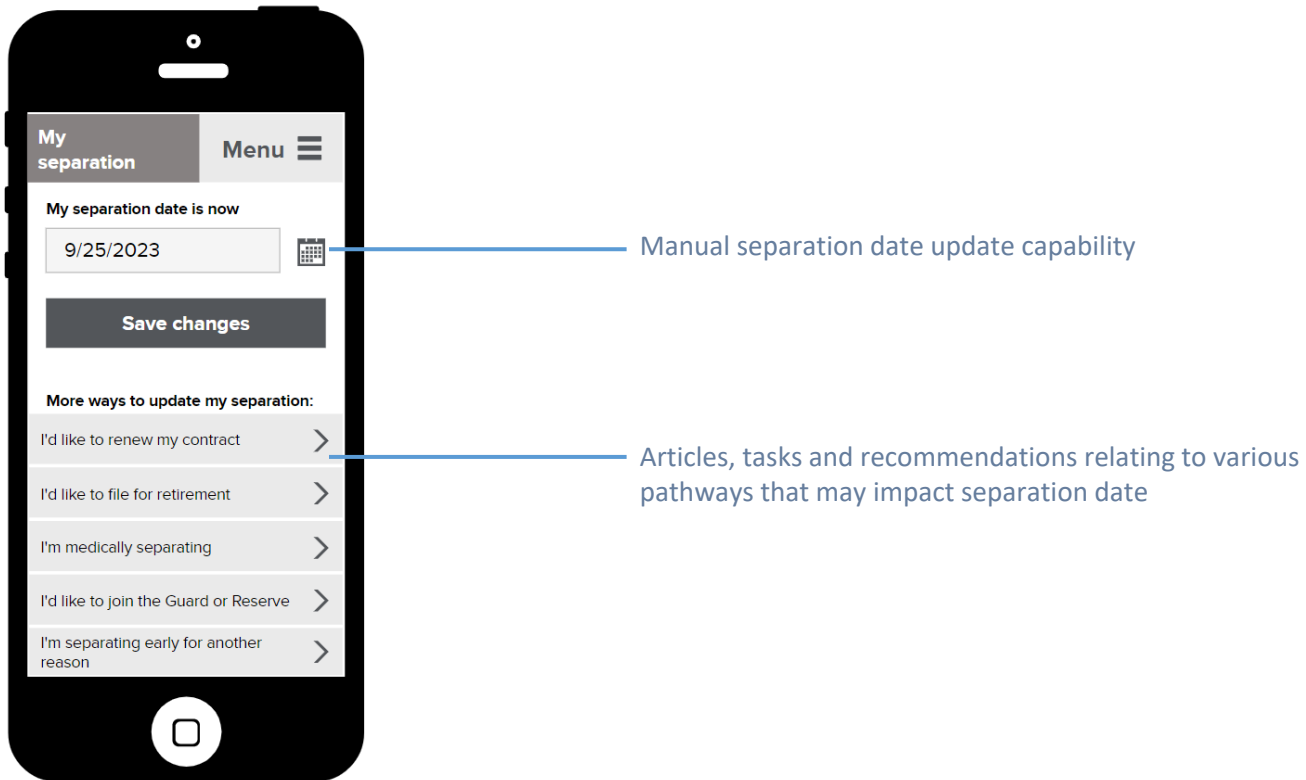 My
separation
Menu
My separation date is now
9/25/2023
Manual separation date update capability
Save changes
More ways to update my separation:
I'd like to renew my contract
Articles, tasks and recommendations relating to various
pathways that may impact separation date
I'd like to file for retirement
I'm medically separating
I'd like to join the Guard or Reserve
I'm separating early for another
reason